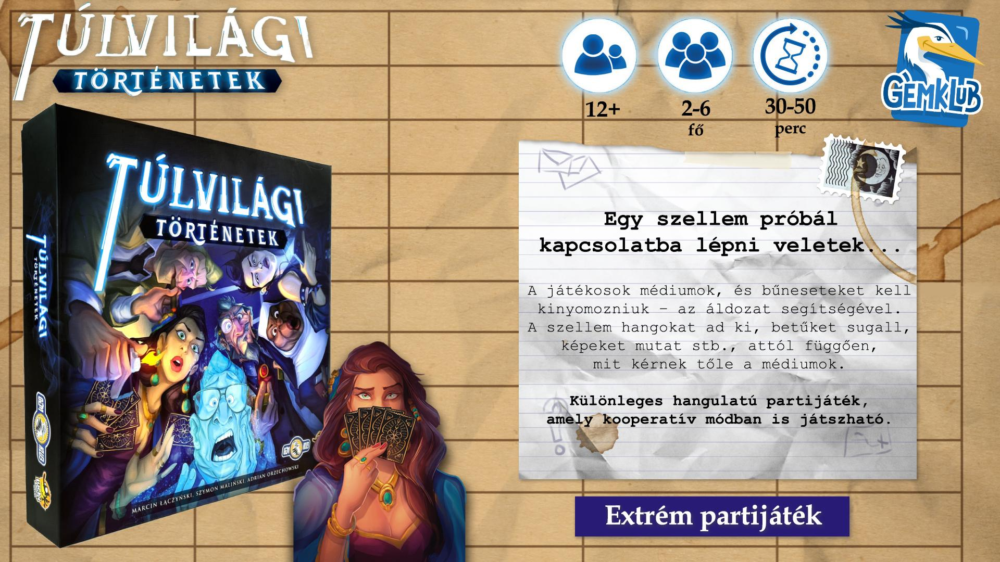 TÚLVILÁGI
TÖRTÉNETEK
12+
2-6
fő
30-50
perc
GÉMKLUB
TÚLVILÁGI
TÖRTÉNETEK
TÚLVILÁGI
TÖRTÉNETEK
GÉM KLUB
MARCIN ŁĄCZYŃSKI, SZYMON MALIŃSKI, ADRIAN ORZECHOWSKI
Egy szellem próbál
kapcsolatba lépni veletek...
A játékosok médiumok, és bűneseteket kell
kinyomozniuk – az áldozat segítségével.
A szellem hangokat ad ki, betűket sugall,
képeket mutat stb., attól függően,
mit kérnek tőle a médiumok.
Különleges hangulatú partijáték,
amely kooperatív módban is játszható.
Extrém partijáték